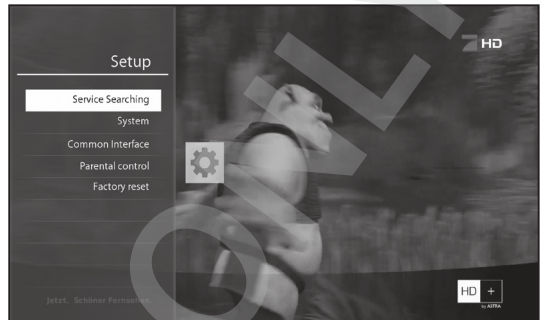 HD
Setup
Service Searching
System
Common Interface
Parental control
Factory reset
Jetzt. Schöner Fernsehen.
HD +
by ASTRA